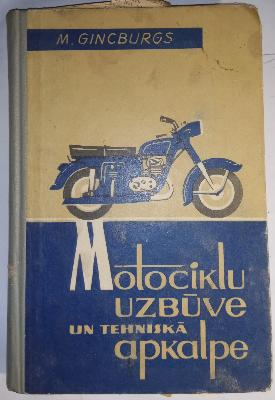 M. GINCBURGS
Motociklu
UZBŪVE
UN TEHNISKĀ
apkalpe